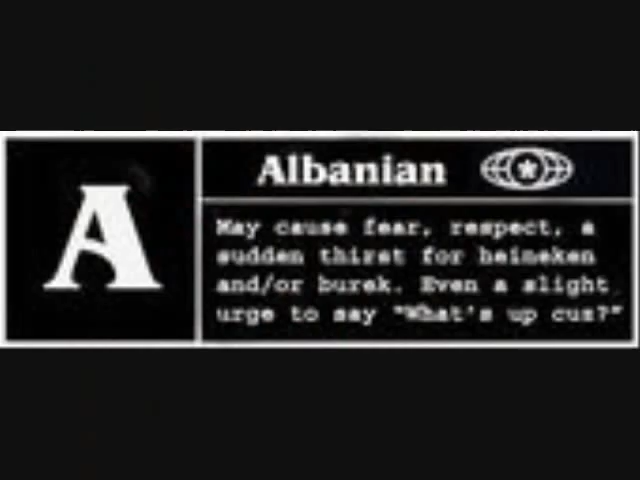 A
Albanian
May cause fear, respect, a
sudden thirst for heineken
and/or burek. Even a slight
urge to say "What's up cuz?"